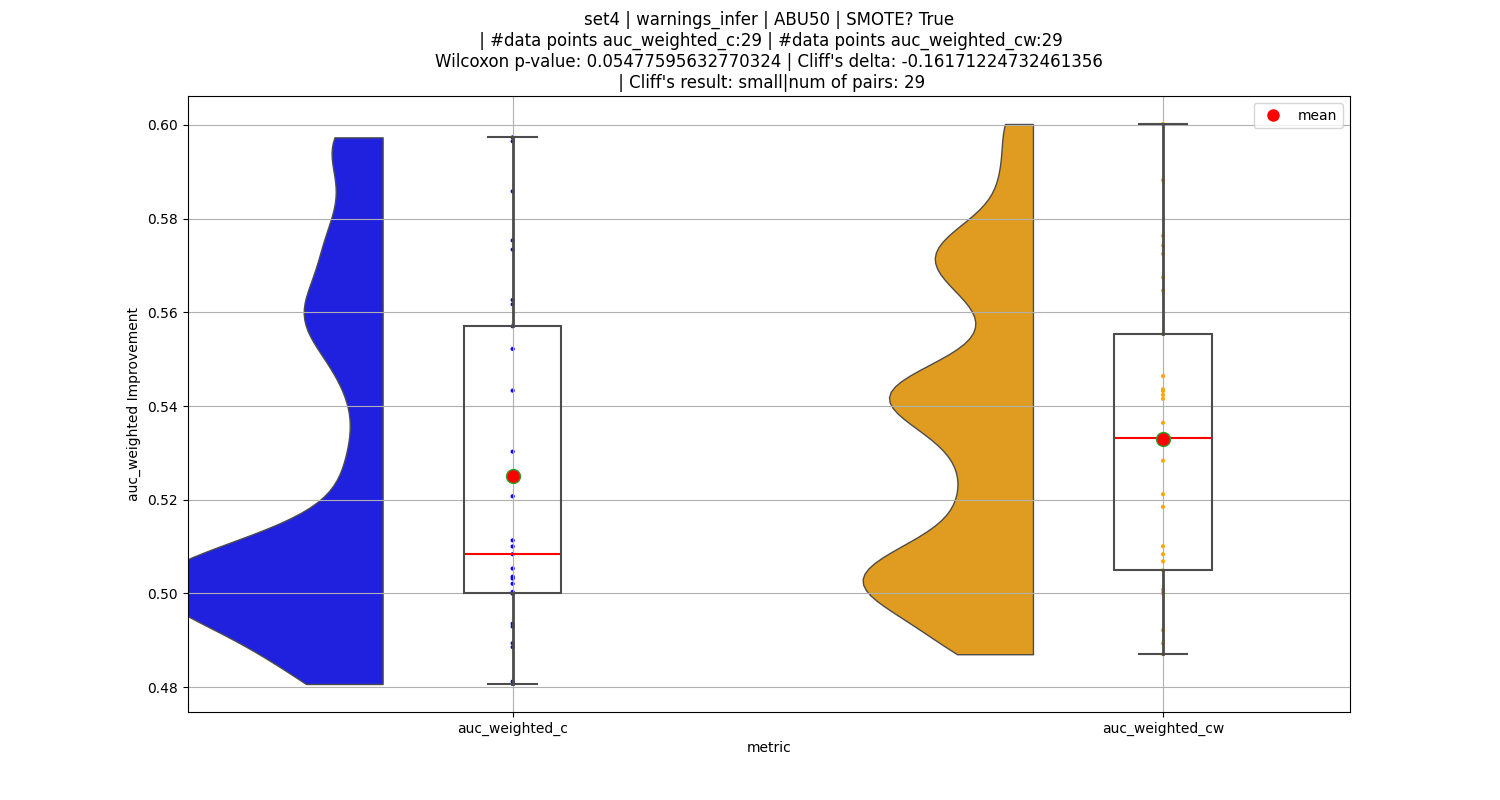 set4 | warnings_infer | ABU50 | SMOTE? True
| #data points auc_weighted_c:29 | #data points auc_weighted_cw:29
Wilcoxon p-value: 0.05477595632770324 | Cliff's delta: -0.16171224732461356
| Cliff's result: small|num of pairs: 29
mean
0.60
0.58
0.56
0.54
0.52
0.50
0.48
auc_weighted Improvement
auc_weighted_c
auc_weighted_cw
metric